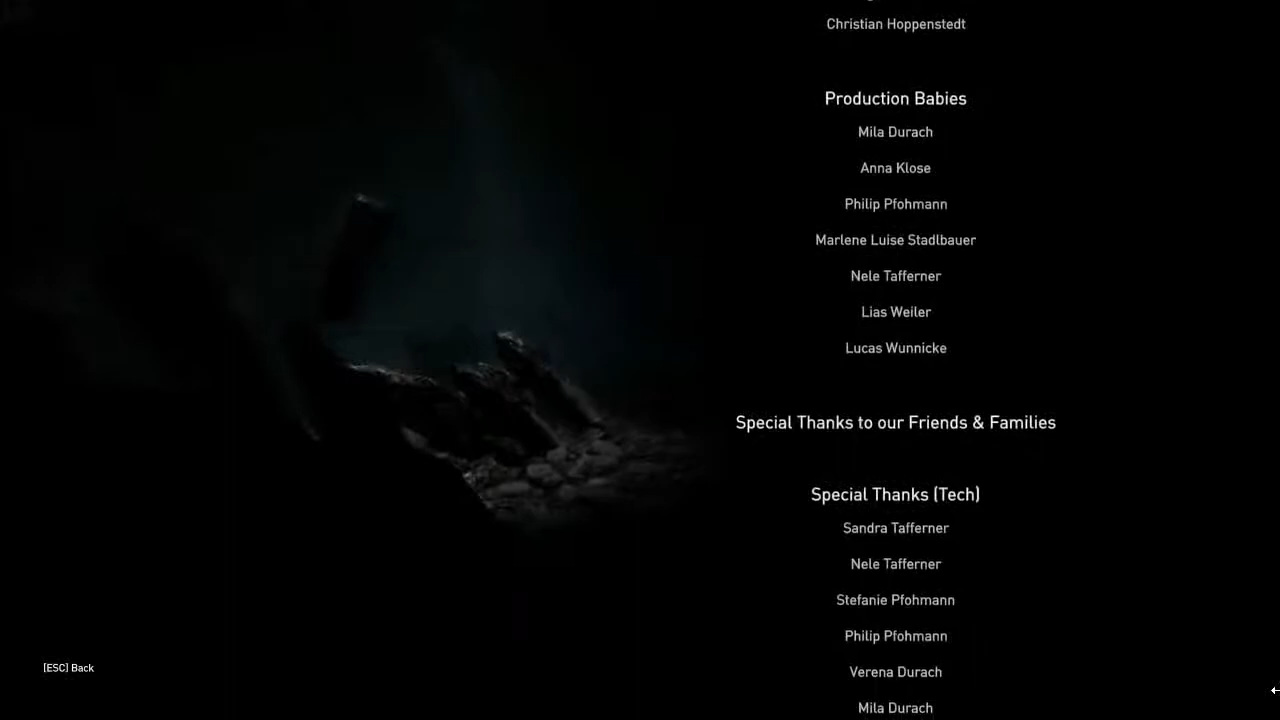 Christian Hoppenstedt
Production Babies
Mila Durach
Anna Klose
Philip Pfohmann
Marlene Luise Stadlbauer
Nele Tafferner
Lias Weiler
Lucas Wunnicke
Special Thanks to our Friends & Families
Special Thanks (Tech)
Sandra Tafferner
Nele Tafferner
Stefanie Pfohmann
Philip Pfohmann
Verena Durach
Mila Durach
[ESC] Back